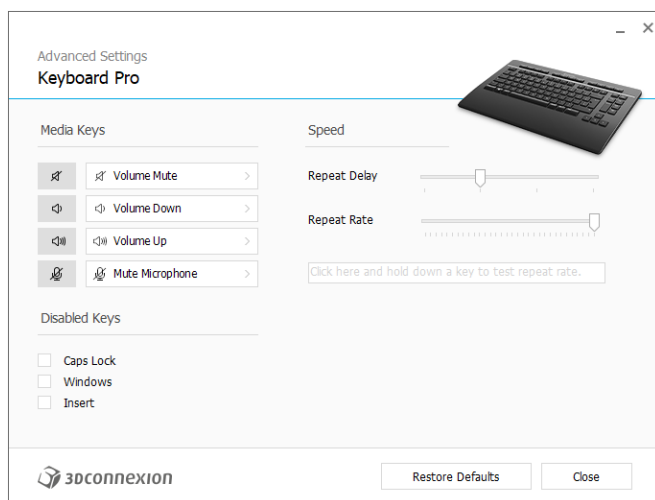 Advanced Settings
Keyboard Pro
Media Keys
Volume Mute
Volume Down
Volume Up
Mute Microphone
Disabled Keys
Caps Lock
Windows
Insert
Speed
Repeat Delay
Repeat Rate
Click here and hold down a key to test repeat rate.
3Dconnexion
Restore Defaults
Close